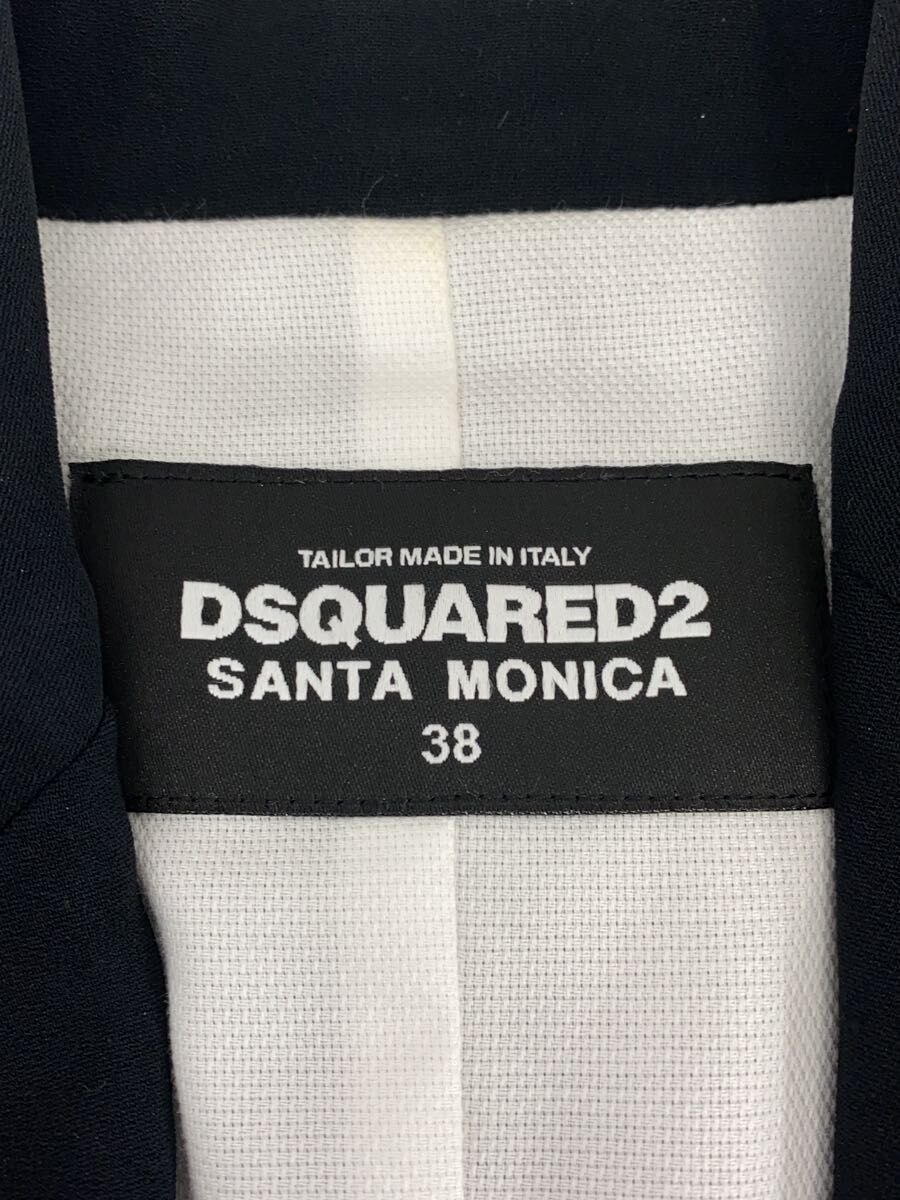 TAILOR MADE IN ITALY
DSQUARED2
SANTA MONICA
38